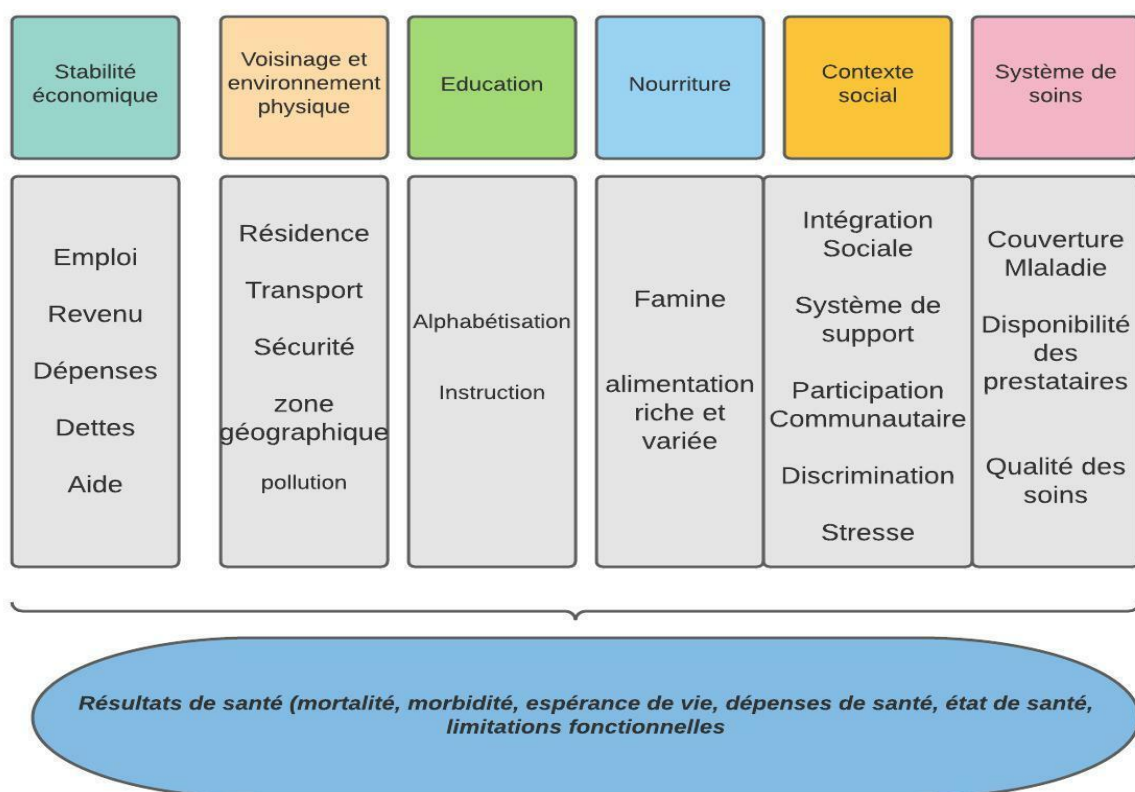 Stabilité
économique
Voisinage et
environnement
physique
Education
Nourriture
Contexte
social
Système de
soins
Emploi
Revenu
Dépenses
Dettes
Aide
Résidence
Transport
Sécurité
zone
géographique
pollution
Alphabétisation
Instruction
Famine
alimentation
riche et
variée
Intégration
Sociale
Système de
support
Participation
Communautaire
Discrimination
Stresse
Couverture
Mlaladie
Disponibilité
des
prestataires
Qualité des
soins
Résultats de santé (mortalité, morbidité, espérance de vie, dépenses de santé, état de santé,
limitations fonctionnelles